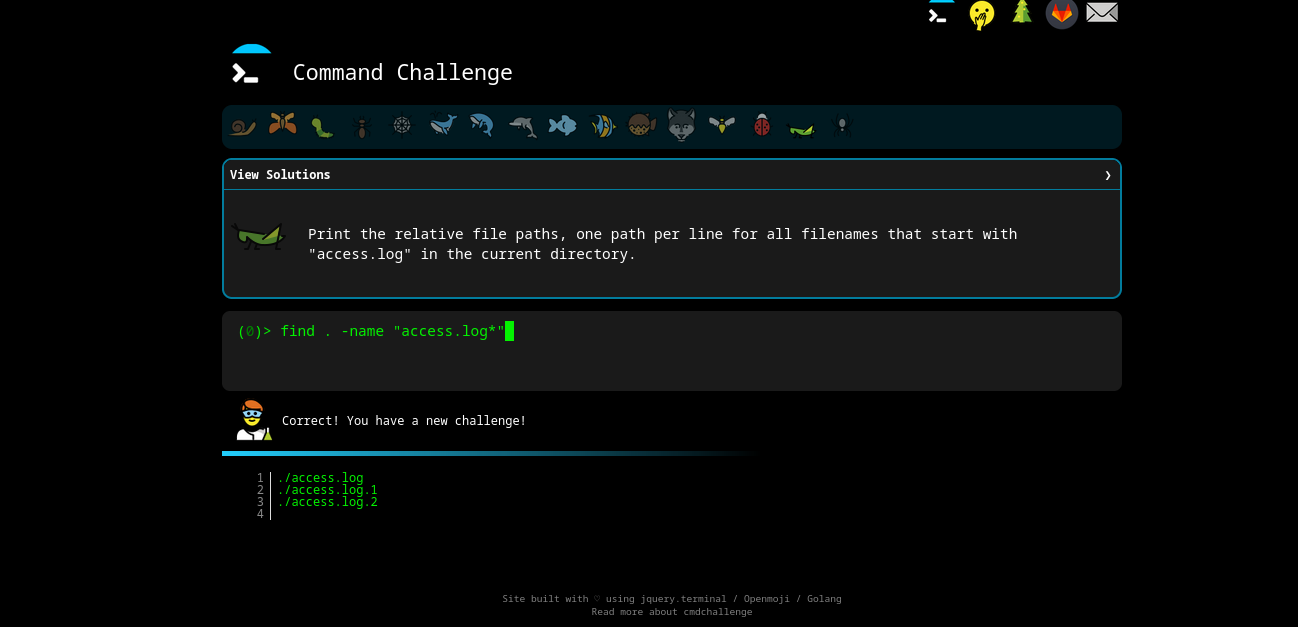 Command Challenge
View Solutions ❯
Print the relative file paths, one path per line for all filenames that start with
"access.log" in the current directory.
(0)> find . -name "access.log*"
Correct! You have a new challenge!
1 ./access.log
2 ./access.log.1
3 ./access.log.2
4
Site built with ♡ using jquery.terminal / Openmoji / Golang
Read more about cmdchallenge